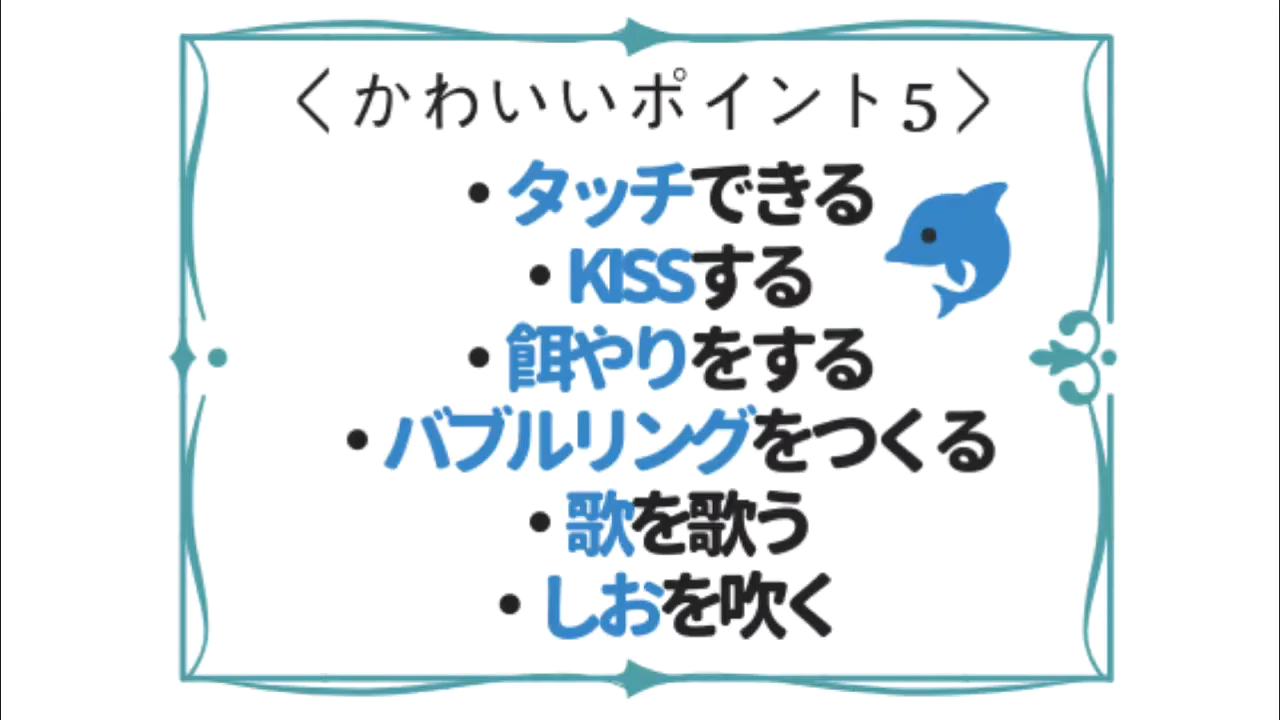 〈かわいいポイント5〉
・タッチできる
・KISSする
・餌やりをする
・バブルリングをつくる
・歌を歌う
・しおを吹く